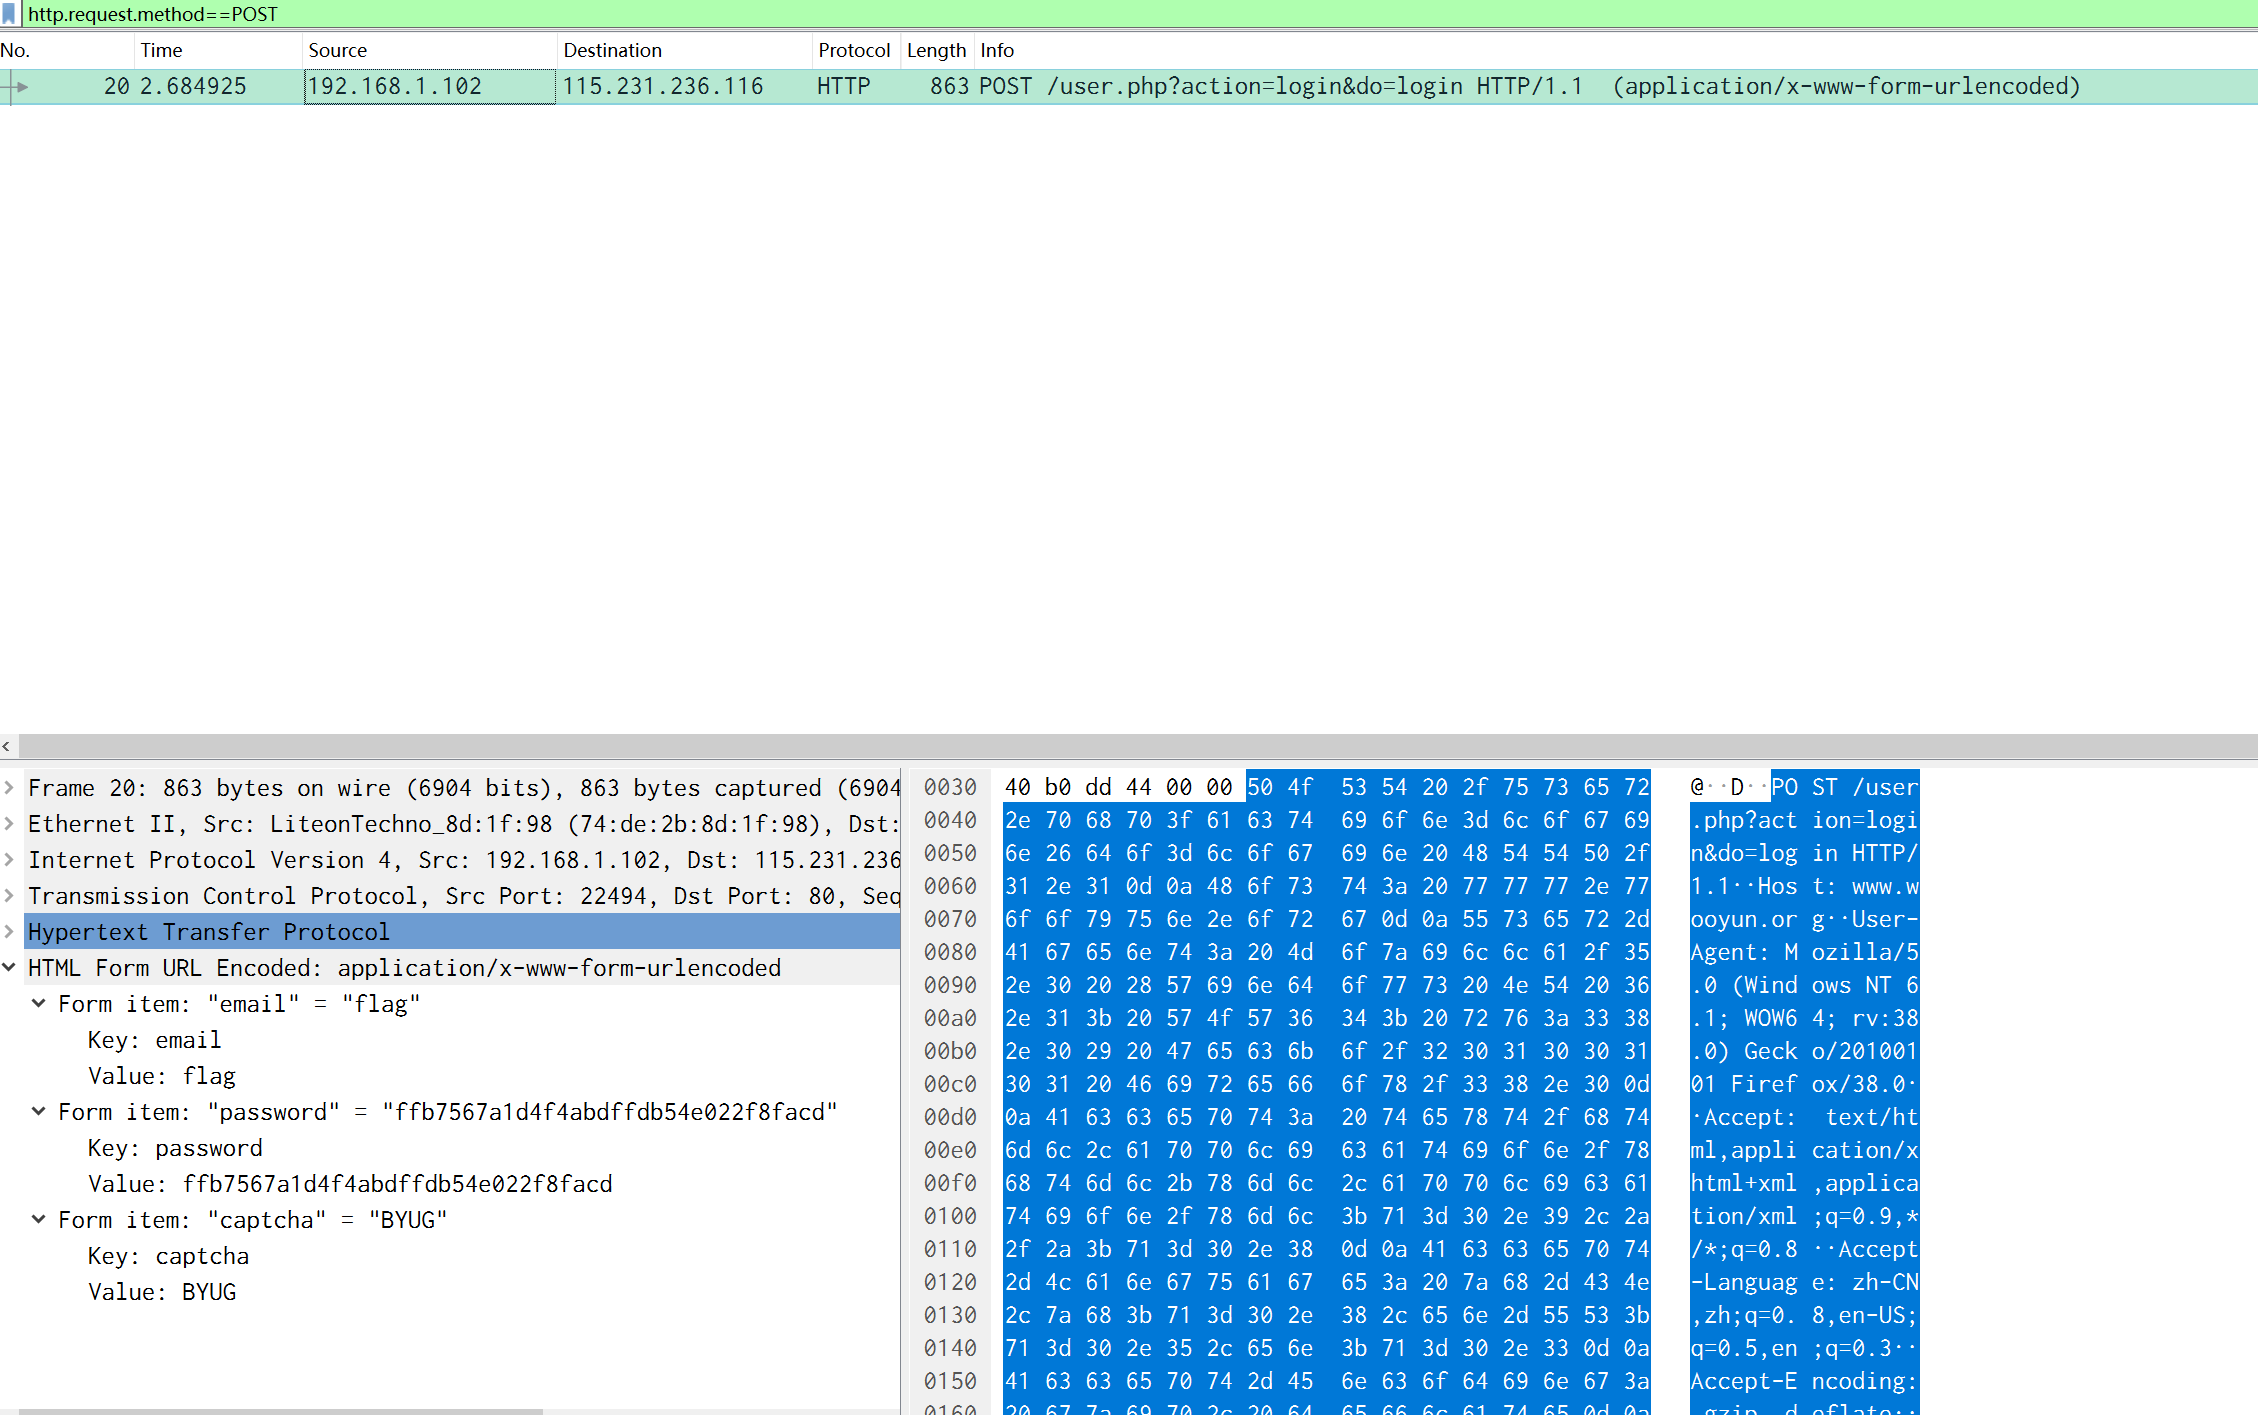 http.request.method==POST
No. Time Source Destination Protocol Length Info
20 2.684925 192.168.1.102 115.231.236.116 HTTP 863 POST /user.php?action=login&do=login HTTP/1.1 (application/x-www-form-urlencoded)
Frame 20: 863 bytes on wire (6904 bits), 863 bytes captured (6904
Ethernet II, Src: LiteonTechno_8d:1f:98 (74:de:2b:8d:1f:98), Dst:
Internet Protocol Version 4, Src: 192.168.1.102, Dst: 115.231.236
Transmission Control Protocol, Src Port: 22494, Dst Port: 80, Seq
Hypertext Transfer Protocol
HTML Form URL Encoded: application/x-www-form-urlencoded
Form item: "email" = "flag"
Key: email
Value: flag
Form item: "password" = "ffb7567a1d4f4abdffdb54e022f8facd"
Key: password
Value: ffb7567a1d4f4abdffdb54e022f8facd
Form item: "captcha" = "BYUG"
Key: captcha
Value: BYUG
0030 40 b0 dd 44 00 00 50 4f 53 54 20 2f 75 73 65 72 @··D··PO ST /user
0040 2e 70 68 70 3f 61 63 74 69 6f 6e 3d 6c 6f 67 69 .php?act ion=logi
0050 6e 26 64 6f 3d 6c 6f 67 69 6e 20 48 54 54 50 2f n&do=log in HTTP/
0060 31 2e 31 0d 0a 48 6f 73 74 3a 20 77 77 77 2e 77 1.1··Hos t: www.w
0070 6f 6f 79 75 6e 2e 6f 72 67 0d 0a 55 73 65 72 2d ooyun.or g··User-
0080 41 67 65 6e 74 3a 20 4d 6f 7a 69 6c 6c 61 2f 35 Agent: M ozilla/5
0090 2e 30 20 28 57 69 6e 64 6f 77 73 20 4e 54 20 36 .0 (Wind ows NT 6
00a0 2e 31 3b 20 57 4f 57 36 34 3b 20 72 76 3a 33 38 .1; WOW6 4; rv:38
00b0 2e 30 29 20 47 65 63 6b 6f 2f 32 30 31 30 30 31 .0) Geck o/201001
00c0 30 31 20 46 69 72 65 66 6f 78 2f 33 38 2e 30 0d 01 Firef ox/38.0·
00d0 0a 41 63 63 65 70 74 3a 20 74 65 78 74 2f 68 74 ·Accept: text/ht
00e0 6d 6c 2c 61 70 70 6c 69 63 61 74 69 6f 6e 2f 78 ml,appli cation/x
00f0 68 74 6d 6c 2b 78 6d 6c 2c 61 70 70 6c 69 63 61 html+xml ,applica
0100 74 69 6f 6e 2f 78 6d 6c 3b 71 3d 30 2e 39 2c 2a tion/xml ;q=0.9,*
0110 2f 2a 3b 71 3d 30 2e 38 0d 0a 41 63 63 65 70 74 /*;q=0.8 ··Accept
0120 2d 4c 61 6e 67 75 61 67 65 3a 20 7a 68 2d 43 4e -Languag e: zh-CN
0130 2c 7a 68 3b 71 3d 30 2e 38 2c 65 6e 2d 55 53 3b ,zh;q=0. 8,en-US;
0140 71 3d 30 2e 35 2c 65 6e 3b 71 3d 30 2e 33 0d 0a q=0.5,en ;q=0.3··
0150 41 63 63 65 70 74 2d 45 6e 63 6f 64 69 6e 67 3a Accept-E ncoding:
0160 20 67 7a 69 70 2c 20 64 65 66 6c 61 74 65 0d 0a gzip, d eflate··